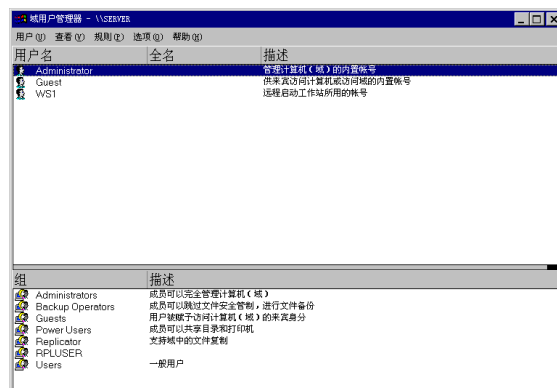 域用户管理器 - \\SERVER
用户(U) 查看(V) 规则(P) 选项(O) 帮助(H)
用户名 全名 描述
Administrator 管理计算机(域)的内置帐号
Guest 供来宾访问计算机或访问域的内置帐号
WS1 远程启动工作站所用的帐号
组 描述
Administrators 成员可以完全管理计算机(域)
Backup Operators 成员可以跳过文件安全管制,进行文件备份
Guests 用户被赋予访问计算机(域)的来宾身分
Power Users 成员可以共享目录和打印机
Replicator 支持域中的文件复制
RPLUSER
Users 一般用户